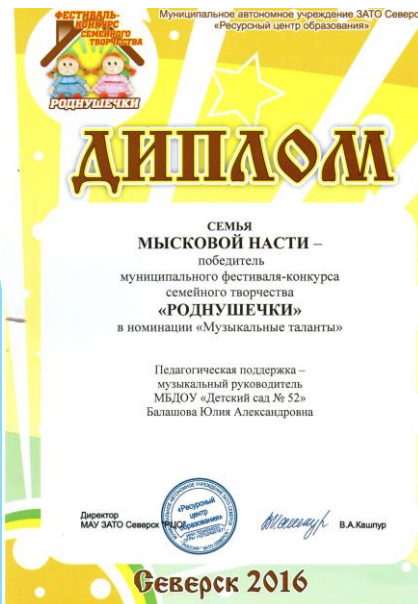 ФЕСТИВАЛЬ-
КОНКУРС
СЕМЕЙНОГО
ТВОРЧЕСТВА
РОДНУШЕЧКИ
Муниципальное автономное учреждение ЗАТО Северск
«Ресурсный центр образования»
ДИПЛОМ
СЕМЬЯ
МЫСКОВОЙ НАСТИ –
победитель
муниципального фестиваля-конкурса
семейного творчества
«РОДНУШЕЧКИ»
в номинации «Музыкальные таланты»
Педагогическая поддержка –
музыкальный руководитель
МБДОУ «Детский сад № 52»
Балашова Юлия Александровна
Директор
МАУ ЗАТО Северск "РЦО"
«Ресурсный
центр
образования»
В.А.Кашпур
Северск 2016